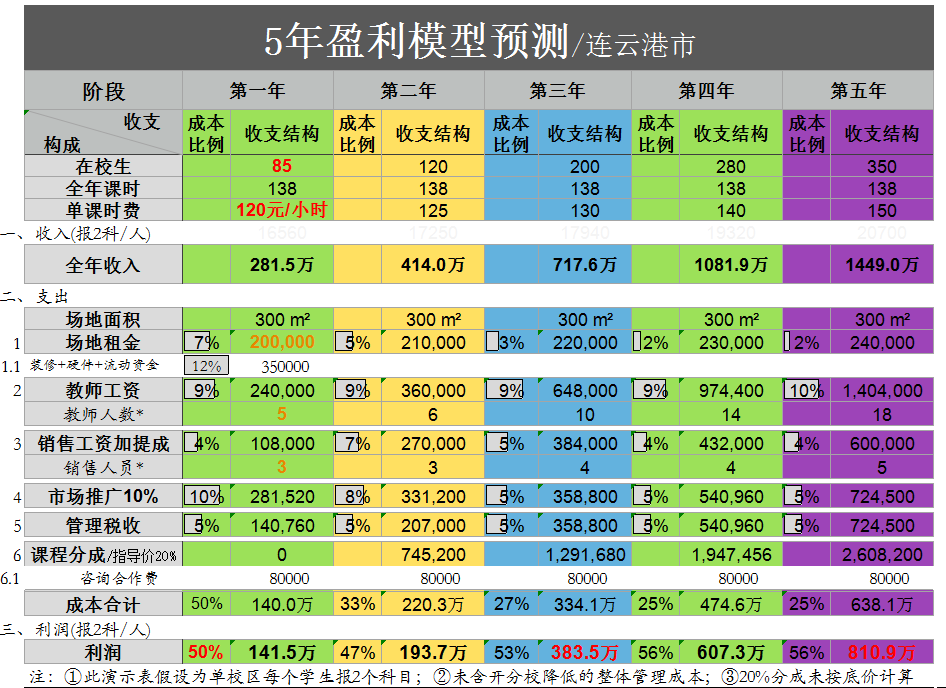 5年盈利模型预测/连云港市
阶段 第一年 第二年 第三年 第四年 第五年
收支 构成 成本比例 收支结构 成本比例 收支结构 成本比例 收支结构 成本比例 收支结构 成本比例 收支结构
在校生 85 120 200 280 350
全年课时 138 138 138 138 138
单课时费 120元/小时 125 130 140 150
一、收入(报2科/人) 16560 17250 17940 19320 20700
全年收入 281.5万 414.0万 717.6万 1081.9万 1449.0万
二、支出
场地面积 300 m² 300 m² 300 m² 300 m² 300 m²
1 场地租金 7% 200,000 5% 210,000 3% 220,000 2% 230,000 2% 240,000
1.1 装修+硬件+流动资金 12% 350000
2 教师工资 9% 240,000 9% 360,000 9% 648,000 9% 974,400 10% 1,404,000
教师人数* 5 6 10 14 18
3 销售工资加提成 4% 108,000 7% 270,000 5% 384,000 4% 432,000 4% 600,000
销售人员* 3 3 4 4 5
4 市场推广10% 10% 281,520 8% 331,200 5% 358,800 5% 540,960 5% 724,500
5 管理税收 5% 140,760 5% 207,000 5% 358,800 5% 540,960 5% 724,500
6 课程分成/指导价20% 0 745,200 1,291,680 1,947,456 2,608,200
6.1 咨询合作费 80000 80000 80000 80000 80000
成本合计 50% 140.0万 33% 220.3万 27% 334.1万 25% 474.6万 25% 638.1万
三、利润(报2科/人)
利润 50% 141.5万 47% 193.7万 53% 383.5万 56% 607.3万 56% 810.9万
注：①此演示表假设为单校区每个学生报2个科目；②未含开分校降低的整体管理成本；③20%分成未按底价计算